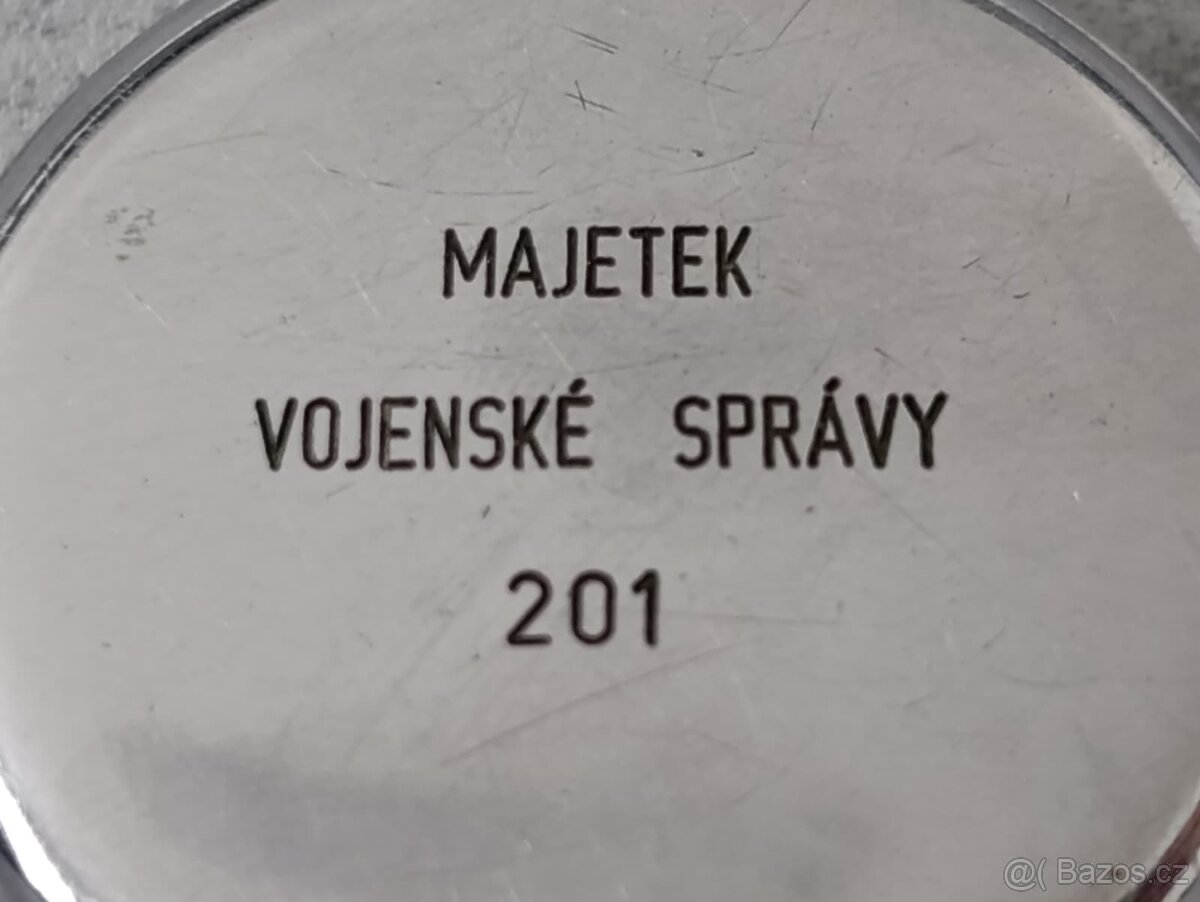 MAJETEK
VOJENSKÉ SPRÁVY
201
@( Bazos.cz